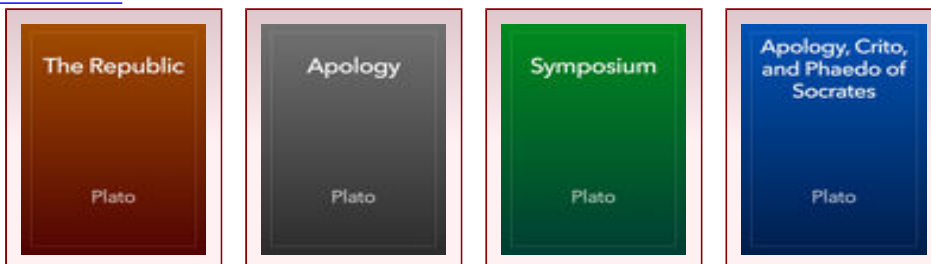 The Republic
Plato
Apology
Plato
Symposium
Plato
Apology, Crito,
and Phaedo of
Socrates
Plato